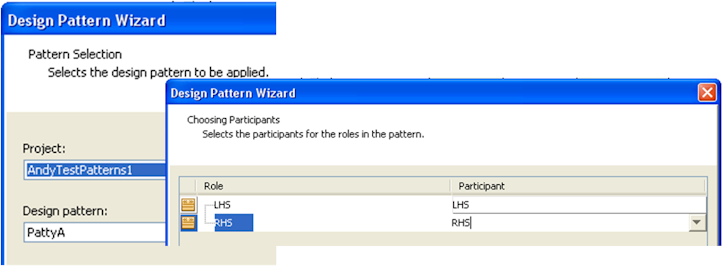 Design Pattern Wizard
Pattern Selection
Selects the design pattern to be applied.
Project:
AndyTestPatterns1
Design pattern:
PattyA
Design Pattern Wizard
Choosing Participants
Selects the participants for the roles in the pattern.
Role Participant
LHS LHS
RHS RHS